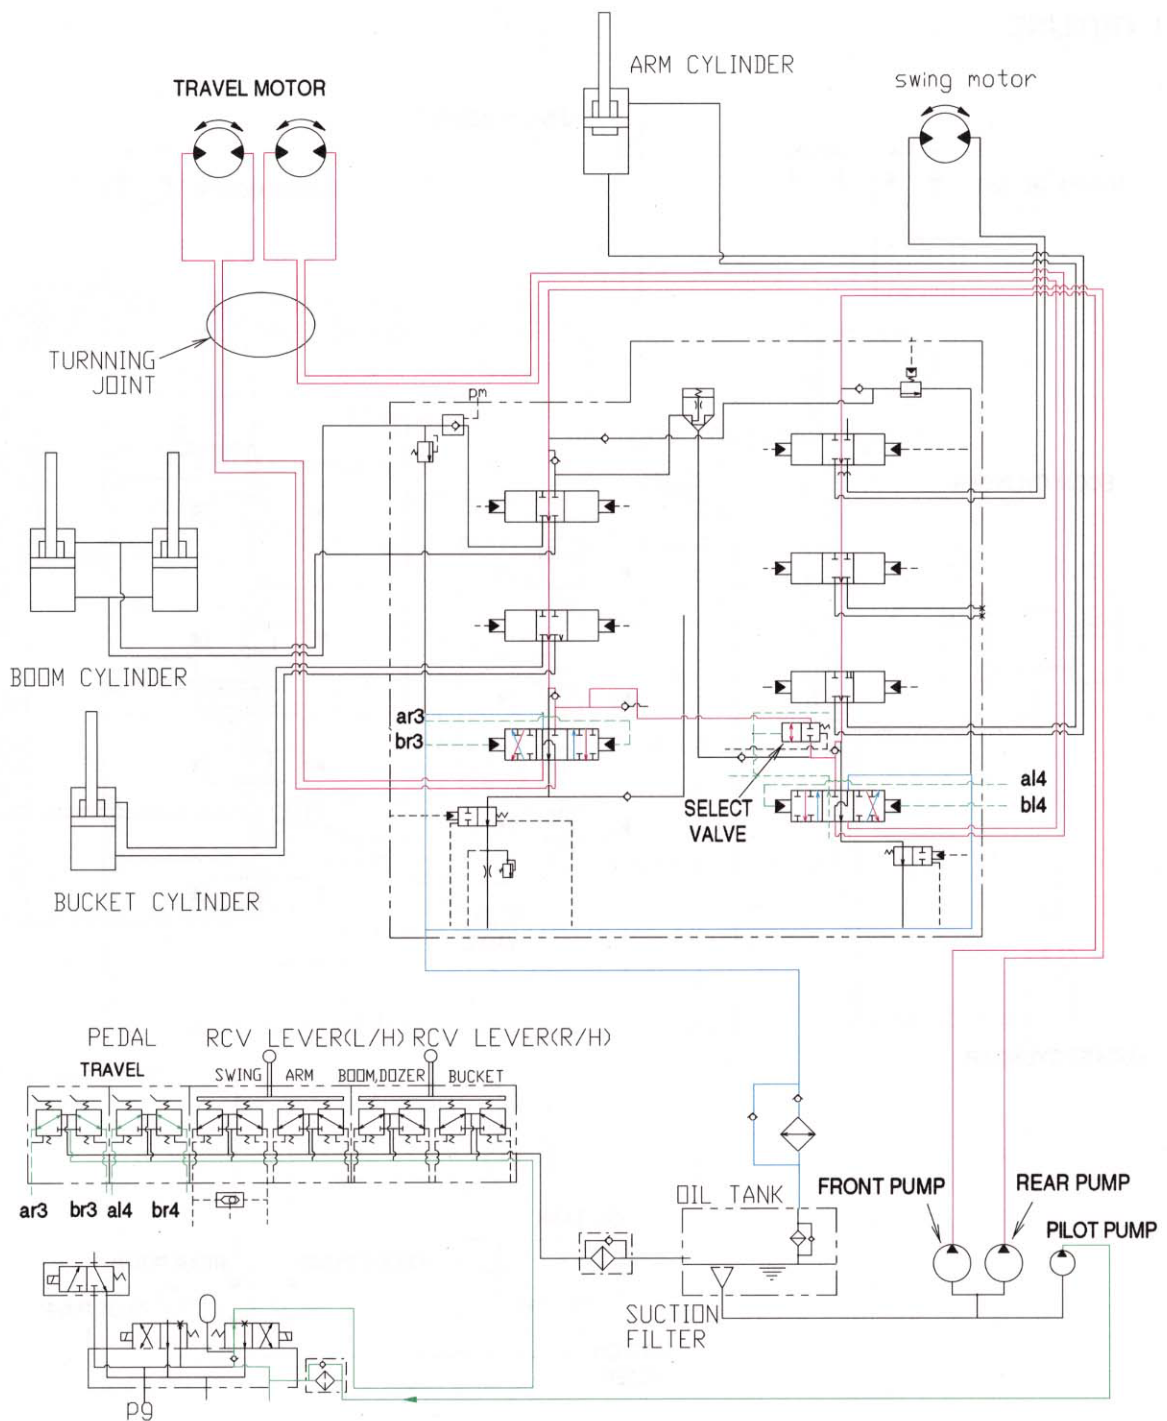 ARM CYLINDER
swing motor
TRAVEL MOTOR
TURNNING
JOINT
pm
BOOM CYLINDER
ar3
br3
al4
bl4
SELECT
VALVE
BUCKET CYLINDER
PEDAL
RCV LEVER(L/H)
RCV LEVER(R/H)
TRAVEL
SWING
ARM
BOOM,DOZER
BUCKET
ar3
br3
al4
br4
OIL TANK
FRONT PUMP
REAR PUMP
PILOT PUMP
SUCTION
FILTER
pg